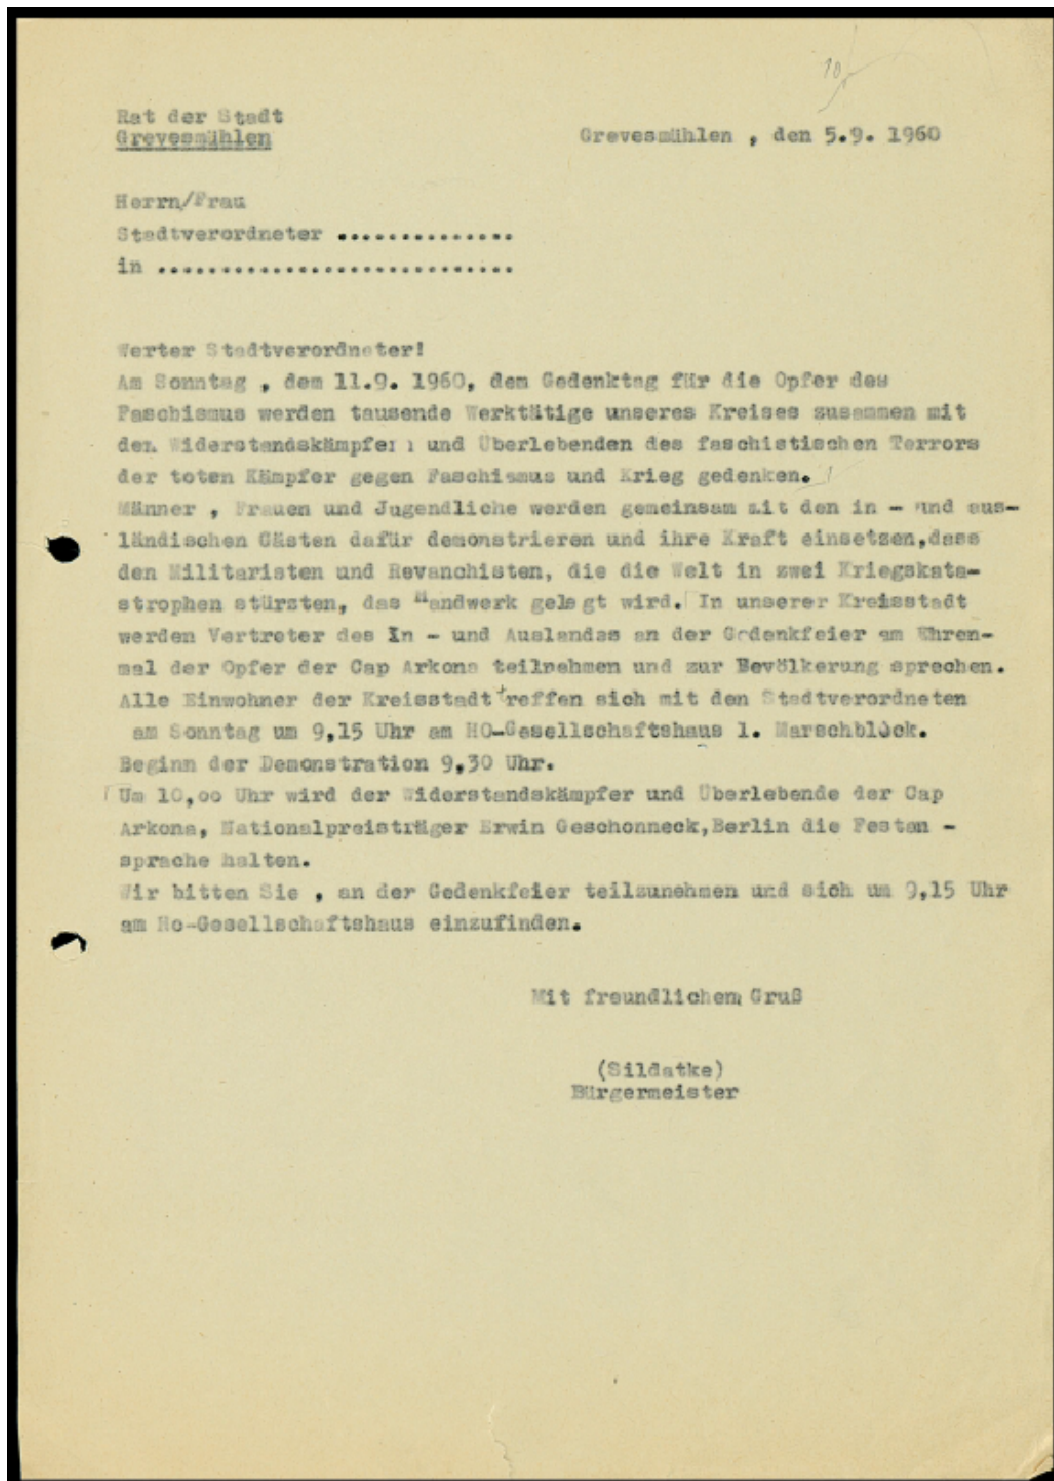 10
Rat der Stadt
Grevesmühlen
Grevesmühlen , den 5.9. 1960
Herrn/Frau
Stadtverordneter ..............
in ............................
Werter Stadtverordneter!
Am Sonntag , dem 11.9. 1960, dem Gedenktag für die Opfer des
Faschismus werden tausende Werktätige unseres Kreises zusammen mit
den Widerstandskämpfern und Überlebenden des faschistischen Terrors
der toten Kämpfer gegen Faschismus und Krieg gedenken.
Männer , Frauen und Jugendliche werden gemeinsam mit den in - und aus-
ländischen Gästen dafür demonstrieren und ihre Kraft einsetzen,dass
den Militaristen und Revanchisten, die die Welt in zwei Kriegskata-
strophen stürzten, das Handwerk gelegt wird. In unserer Kreisstadt
werden Vertreter des In - und Auslandes an der Gedenkfeier am Ehren-
mal der Opfer der Cap Arkona teilnehmen und zur Bevölkerung sprechen.
Alle Einwohner der Kreisstadt treffen sich mit den Stadtverordneten
am Sonntag um 9,15 Uhr am HO-Gesellschaftshaus 1. Marschblöck.
Beginn der Demonstration 9,30 Uhr.
Um 10,oo Uhr wird der Widerstandskämpfer und Überlebende der Cap
Arkona, Nationalpreisträger Erwin Geschonneck,Berlin die Festan -
sprache halten.
Wir bitten Sie , an der Gedenkfeier teilzunehmen und sich um 9,15 Uhr
am Ho-Gesellschaftshaus einzufinden.
Mit freundlichem Gruß
(Sildatke)
Bürgermeister